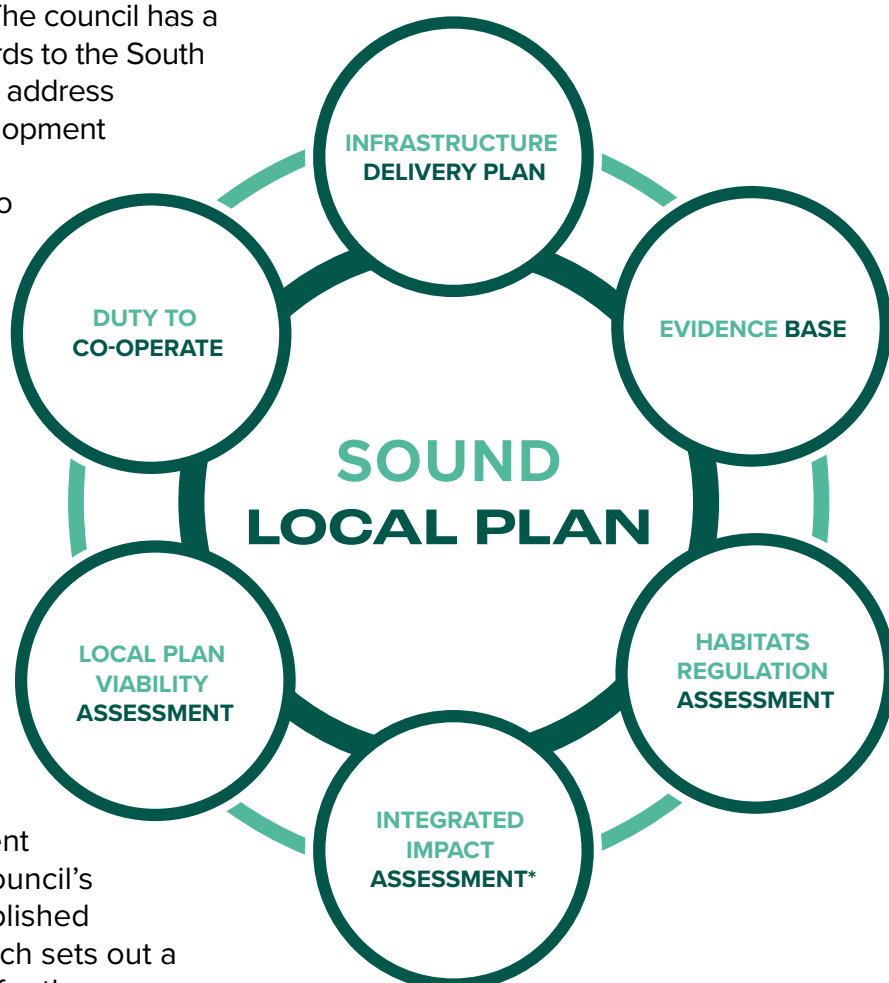 The council has a
rds to the South
address
opment
o
INFRASTRUCTURE
DELIVERY PLAN
DUTY TO
CO-OPERATE
EVIDENCE BASE
SOUND
LOCAL PLAN
LOCAL PLAN
VIABILITY
ASSESSMENT
HABITATS
REGULATION
ASSESSMENT
INTEGRATED
IMPACT
ASSESSMENT*
ent
ouncil's
blished
ch sets out a